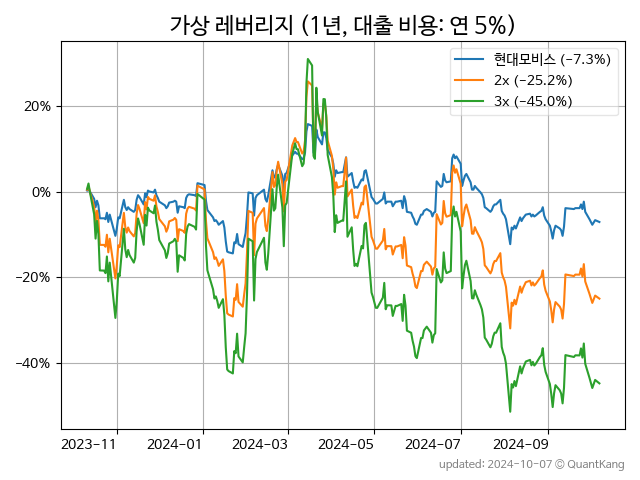 가상 레버리지 (1년, 대출 비용: 연 5%)
현대모비스 (−7.3%)
2x (−25.2%)
3x (−45.0%)
20%
0%
−20%
−40%
2023-11
2024-01
2024-03
2024-05
2024-07
2024-09
updated: 2024-10-07 © QuantKang